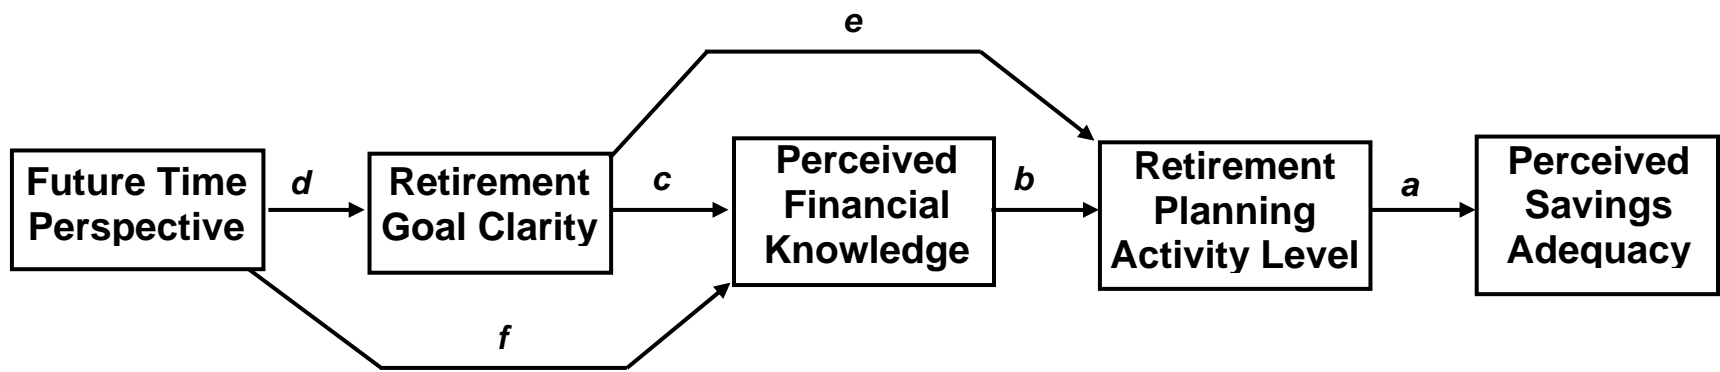 e
Future Time
Perspective
d
Retirement
Goal Clarity
c
Perceived
Financial
Knowledge
b
Retirement
Planning
Activity Level
a
Perceived
Savings
Adequacy
f